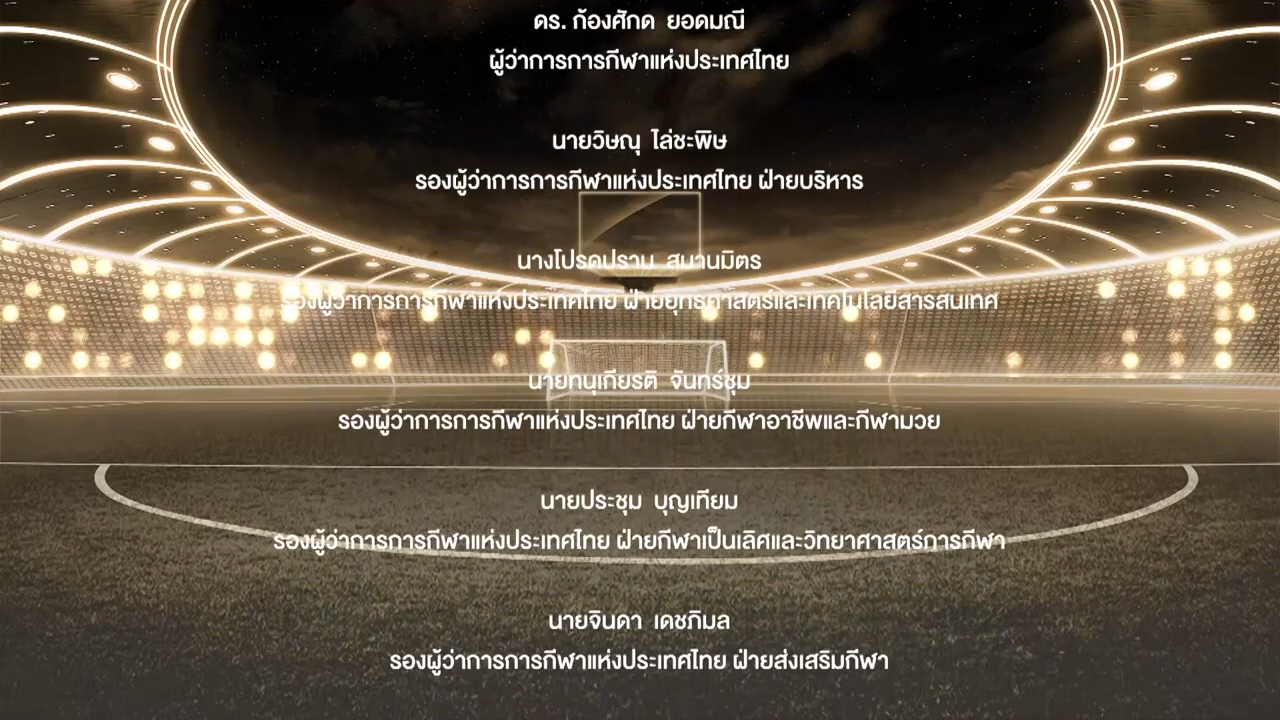 ดร. ก้องศักด ยอดมณี
ผู้ว่าการการกีฬาแห่งประเทศไทย
นายวิษณุ ไล่ชะพิษ
รองผู้ว่าการการกีฬาแห่งประเทศไทย ฝ่ายบริหาร
นางโปรดปราน สมานมิตร
รองผู้ว่าการการกีฬาแห่งประเทศไทย ฝ่ายยุทธศาสตร์และเทคโนโลยีสารสนเทศ
นายทนุเกียรติ จันทร์ชุม
รองผู้ว่าการการกีฬาแห่งประเทศไทย ฝ่ายกีฬาอาชีพและกีฬามวย
นายประชุม บุญเทียม
รองผู้ว่าการการกีฬาแห่งประเทศไทย ฝ่ายกีฬาเป็นเลิศและวิทยาศาสตร์การกีฬา
นายจินดา เดชภิมล
รองผู้ว่าการการกีฬาแห่งประเทศไทย ฝ่ายส่งเสริมกีฬา